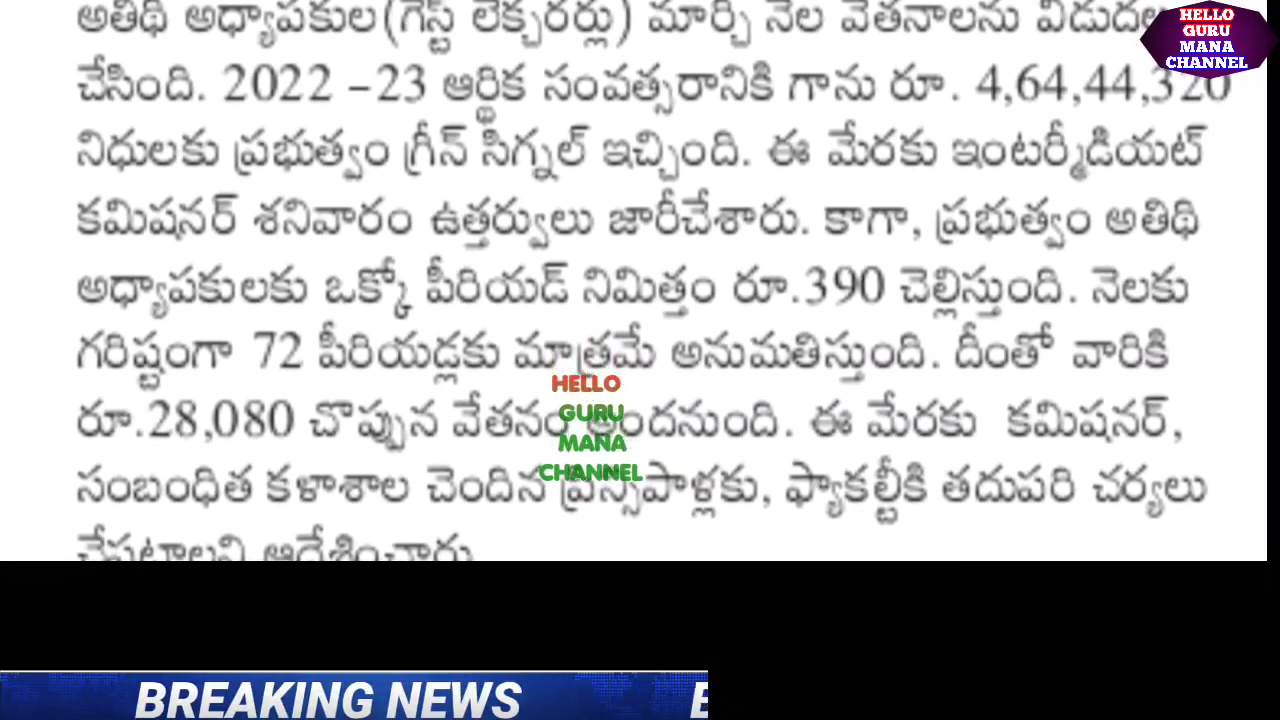 అతిథి అధ్యాపకుల(గెస్ట్ లెక్చరర్లు) మార్చి నెల వేతనాలను విడుదల
చేసింది. 2022 –23 ఆర్థిక సంవత్సరానికి గాను రూ. 4,64,44,320
నిధులకు ప్రభుత్వం గ్రీన్ సిగ్నల్ ఇచ్చింది. ఈ మేరకు ఇంటర్మీడియట్
కమిషనర్ శనివారం ఉత్తర్వులు జారీచేశారు. కాగా, ప్రభుత్వం అతిథి
అధ్యాపకులకు ఒక్కో పీరియడ్ నిమిత్తం రూ.390 చెల్లిస్తుంది. నెలకు
గరిష్టంగా 72 పీరియడ్లకు మాత్రమే అనుమతిస్తుంది. దీంతో వారికి
రూ.28,080 చొప్పున వేతనం అందనుంది. ఈ మేరకు కమిషనర్,
సంబంధిత కళాశాల చెందిన ప్రిన్సిపాళ్లకు, ఫ్యాకల్టీకి తదుపరి చర్యలు
చేపట్టాలని ఆదేశించారు.
HELLO
GURU
MANA
CHANNEL
HELLO
GURU
MANA
CHANNEL
BREAKING NEWS